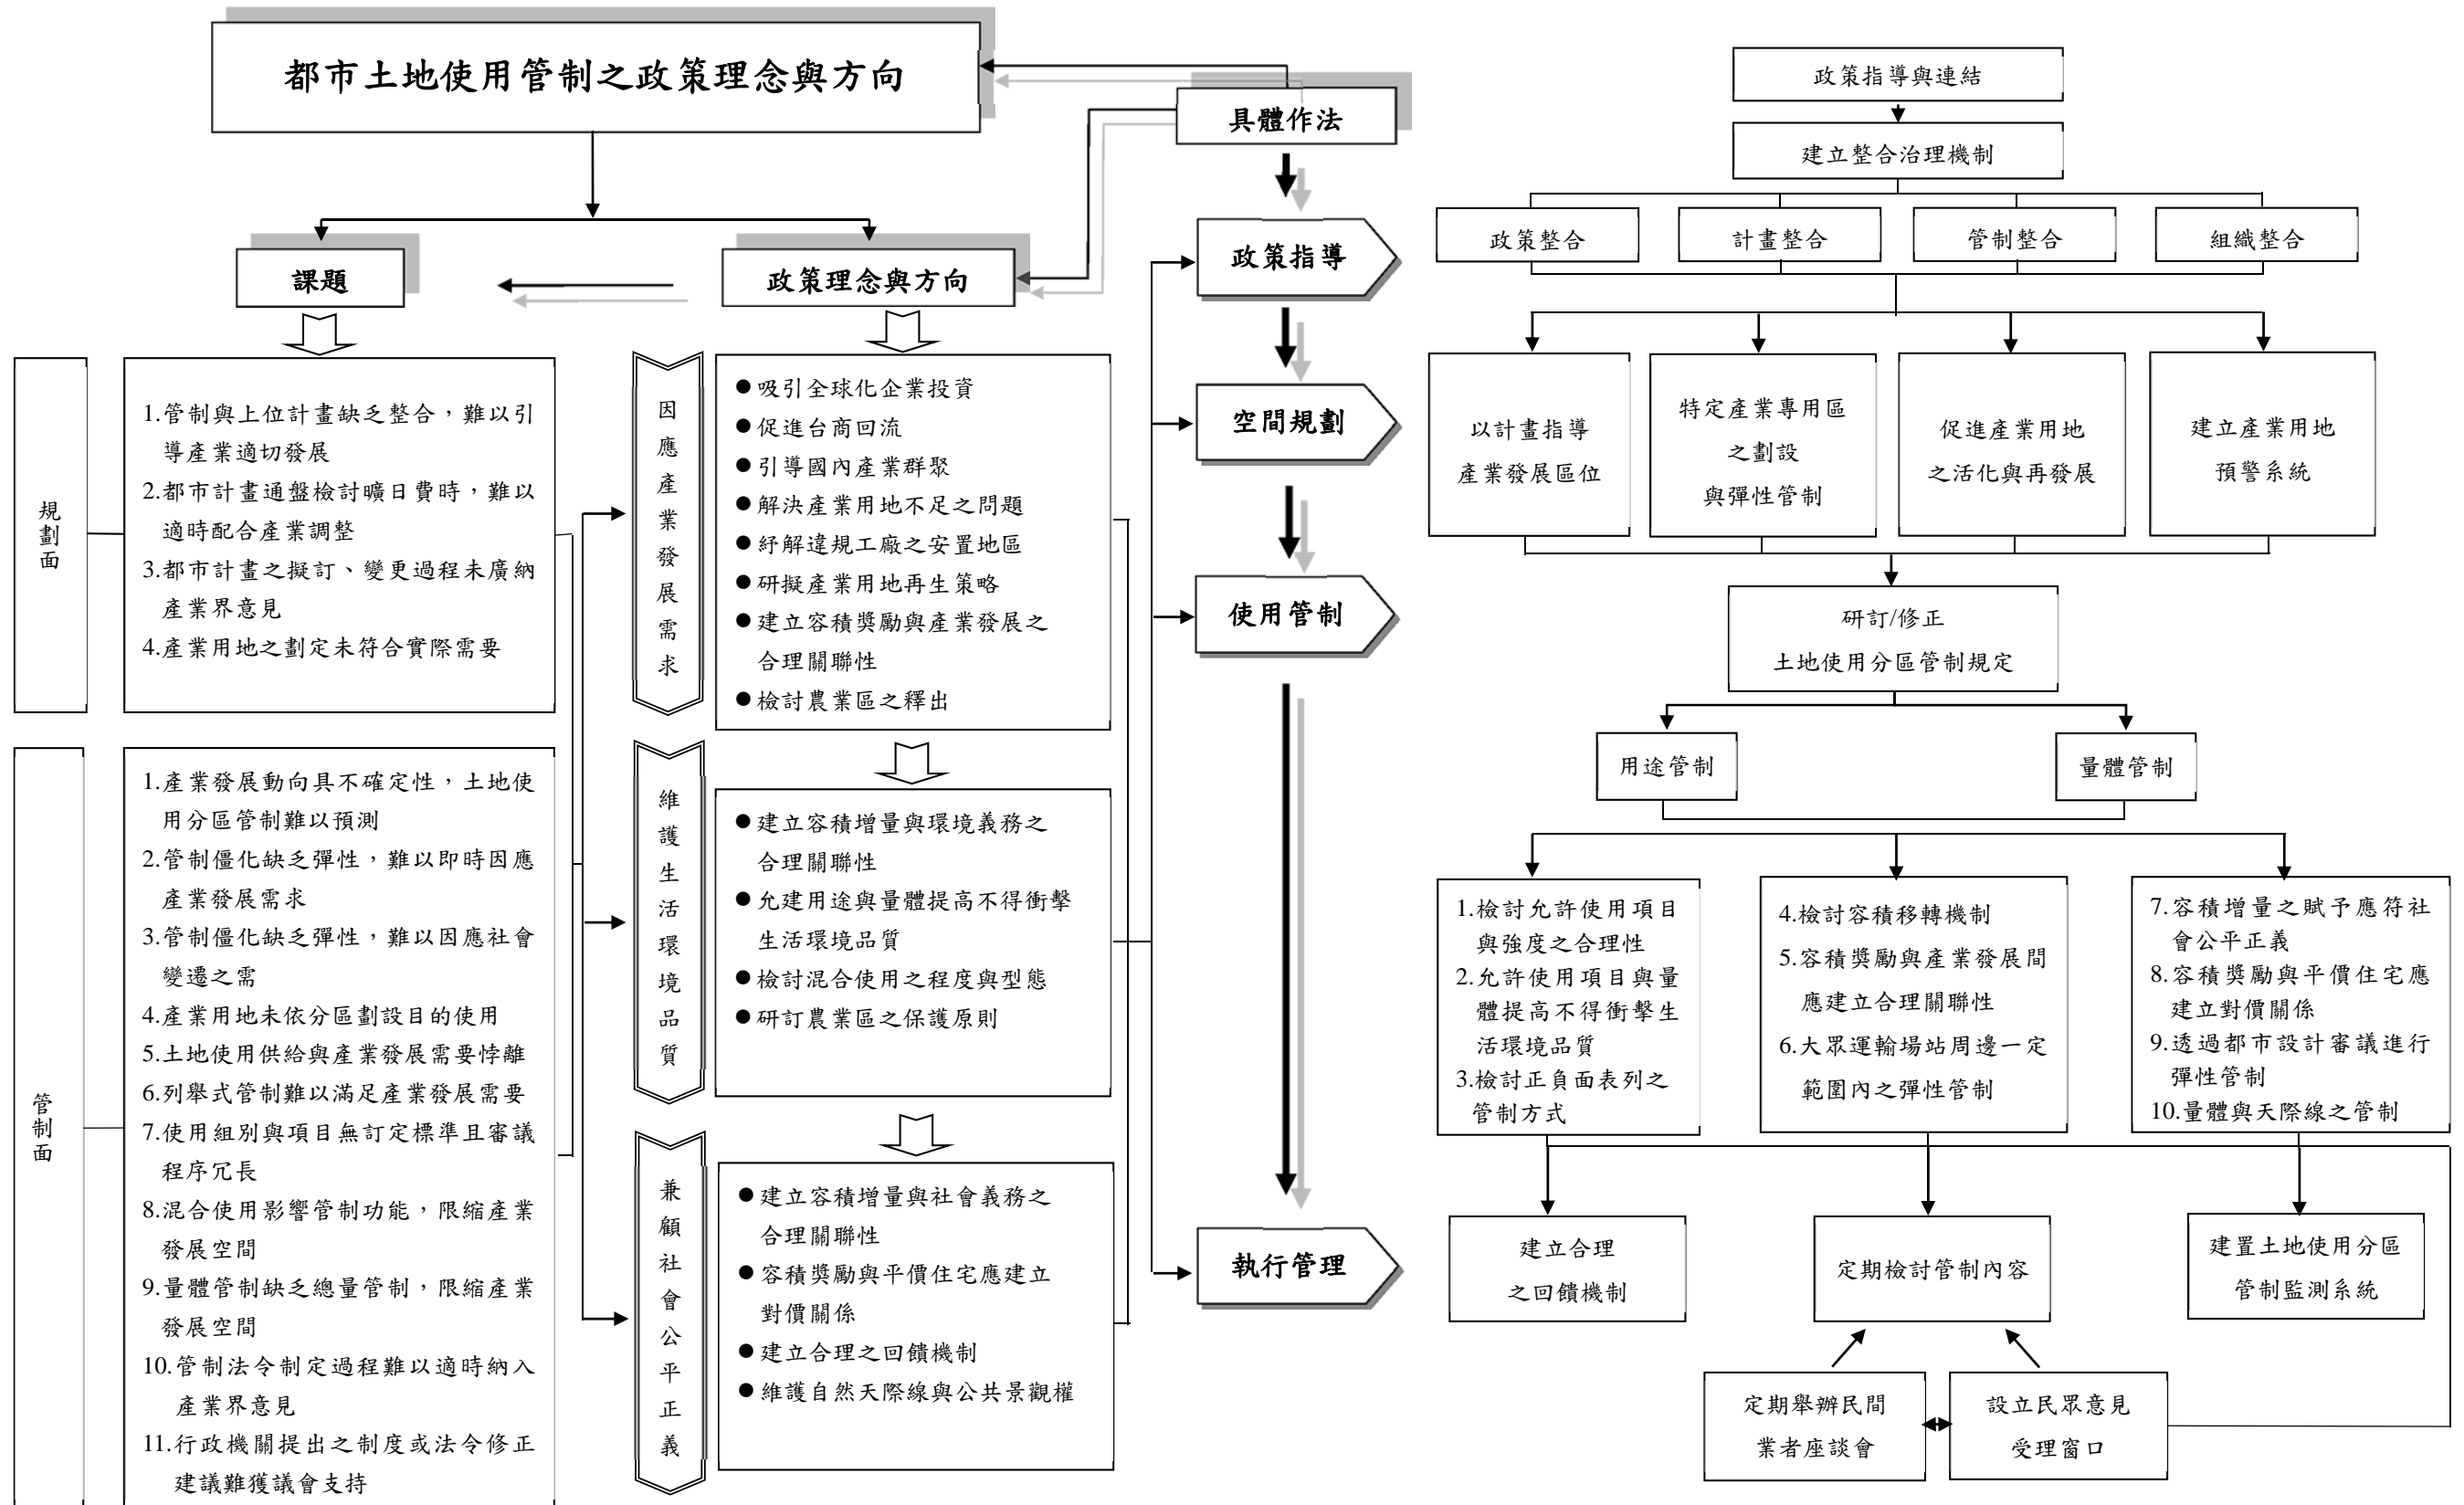 都市土地使用管制之政策理念與方向
具體作法
課題
政策理念與方向
規劃面
1.管制與上位計畫缺乏整合，難以引
導產業適切發展
2.都市計畫通盤檢討曠日費時，難以
適時配合產業調整
3.都市計畫之擬訂、變更過程未廣納
產業界意見
4.產業用地之劃定未符合實際需要
管制面
1.產業發展動向具不確定性，土地使
用分區管制難以預測
2.管制僵化缺乏彈性，難以即時因應
產業發展需求
3.管制僵化缺乏彈性，難以因應社會
變遷之需
4.產業用地未依分區劃設目的使用
5.土地使用供給與產業發展需要悖離
6.列舉式管制難以滿足產業發展需要
7.使用組別與項目無訂定標準且審議
程序冗長
8.混合使用影響管制功能，限縮產業
發展空間
9.量體管制缺乏總量管制，限縮產業
發展空間
10.管制法令制定過程難以適時納入
產業界意見
11.行政機關提出之制度或法令修正
建議難獲議會支持
因應產業發展需求
●吸引全球化企業投資
●促進台商回流
●引導國內產業群聚
●解決產業用地不足之問題
●紓解違規工廠之安置地區
●研擬產業用地再生策略
●建立容積獎勵與產業發展之
合理關聯性
●檢討農業區之釋出
維護生活環境品質
●建立容積增量與環境義務之
合理關聯性
●允建用途與量體提高不得衝擊
生活環境品質
●檢討混合使用之程度與型態
●研訂農業區之保護原則
兼顧社會公平正義
●建立容積增量與社會義務之
合理關聯性
●容積獎勵與平價住宅應建立
對價關係
●建立合理之回饋機制
●維護自然天際線與公共景觀權
政策指導
空間規劃
使用管制
執行管理
政策指導與連結
建立整合治理機制
政策整合
計畫整合
管制整合
組織整合
以計畫指導
產業發展區位
特定產業專用區
之劃設
與彈性管制
促進產業用地
之活化與再發展
建立產業用地
預警系統
研訂/修正
土地使用分區管制規定
用途管制
量體管制
1.檢討允許使用項目
與強度之合理性
2.允許使用項目與量
體提高不得衝擊生
活環境品質
3.檢討正負面表列之
管制方式
4.檢討容積移轉機制
5.容積獎勵與產業發展間
應建立合理關聯性
6.大眾運輸場站周邊一定
範圍內之彈性管制
7.容積增量之賦予應符社
會公平正義
8.容積獎勵與平價住宅應
建立對價關係
9.透過都市設計審議進行
彈性管制
10.量體與天際線之管制
建立合理
之回饋機制
定期檢討管制內容
建置土地使用分區
管制監測系統
定期舉辦民間
業者座談會
設立民眾意見
受理窗口